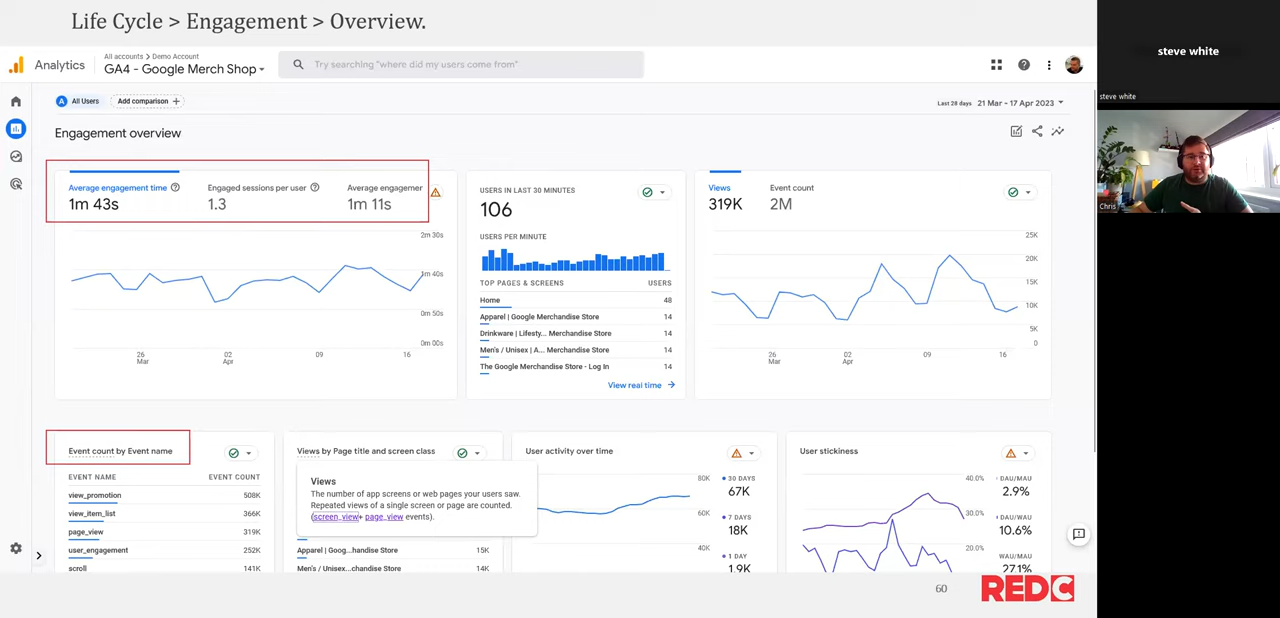 Life Cycle > Engagement > Overview.
Analytics
All accounts > Demo Account
GA4 - Google Merch Shop
Try searching "where did my users come from"
A All Users
Add comparison +
Last 28 days 21 Mar - 17 Apr 2023
Engagement overview
Average engagement time
1m 43s
Engaged sessions per user
1.3
Average engagemer
1m 11s
2m 30s
1m 40s
0m 50s
0m 00s
26
Mar
02
Apr
09
16
USERS IN LAST 30 MINUTES
106
USERS PER MINUTE
TOP PAGES & SCREENS USERS
Home 48
Apparel | Google Merchandise Store 14
Drinkware | Lifesty... Merchandise Store 14
Men's / Unisex | A... Merchandise Store 14
The Google Merchandise Store - Log In 14
View real time
Views
319K
Event count
2M
25K
20K
15K
10K
5K
0
26
Mar
02
Apr
09
16
Event count by Event name
EVENT NAME EVENT COUNT
view_promotion 508K
view_item_list 366K
page_view 319K
user_engagement 252K
scroll 141K
Views by Page title and screen class
Views
The number of app screens or web pages your users saw.
Repeated views of a single screen or page are counted.
(screen_view+ page_view events).
Apparel | Goog...handise Store 15K
Men's / Unisex...chandise Store 14K
User activity over time
80K
60K
40K
30 DAYS
67K
7 DAYS
18K
1 DAY
1.9K
User stickiness
40.0%
30.0%
20.0%
DAU/MAU
2.9%
DAU/WAU
10.6%
WAU/MAU
27.1%
60
REDC
steve white
steve white
Chris